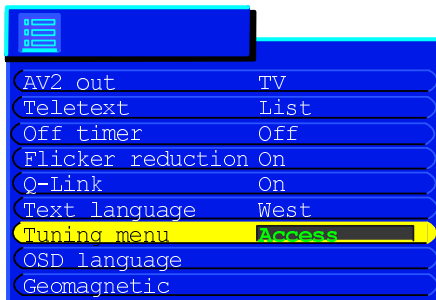 AV2 out TV
Teletext List
Off timer Off
Flicker reduction On
Q-Link On
Text language West
Tuning menu Access
OSD language
Geomagnetic